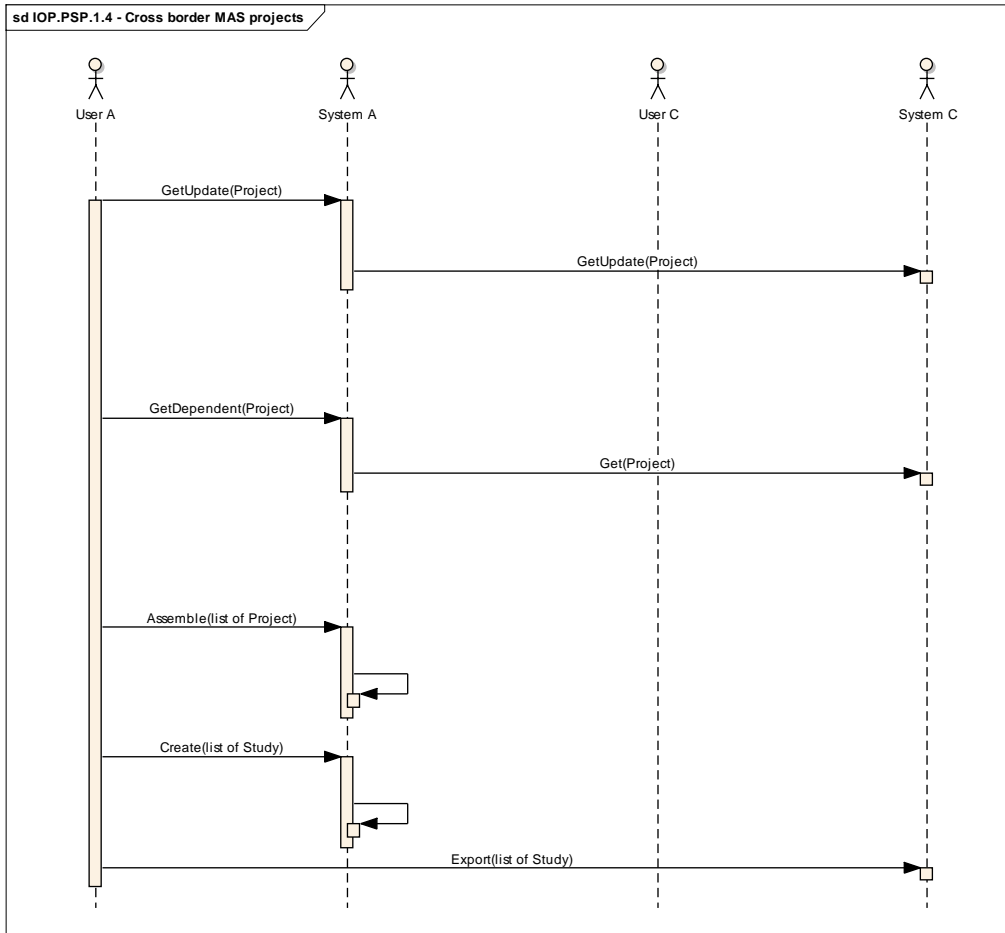 sd IOP.PSP.1.4 - Cross border MAS projects
User A
System A
User C
System C
GetUpdate(Project)
GetUpdate(Project)
GetDependent(Project)
Get(Project)
Assemble(list of Project)
Create(list of Study)
Export(list of Study)